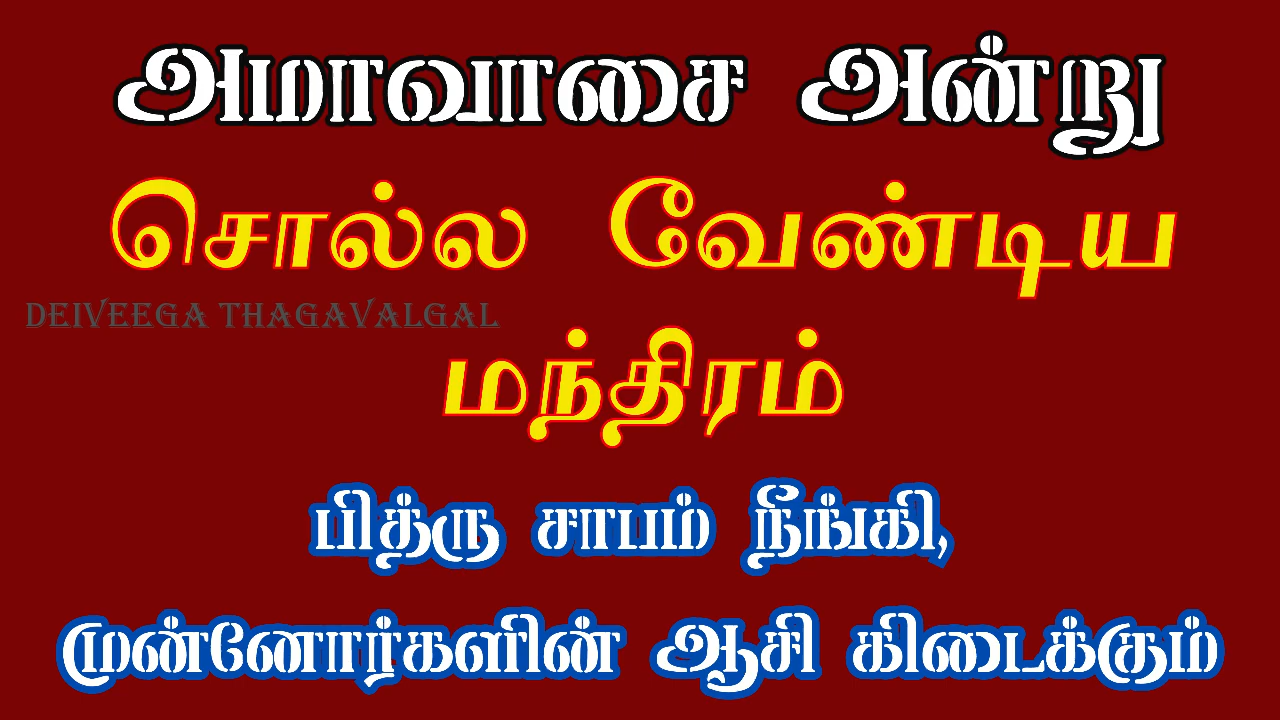 அமாவாசை அன்று
சொல்ல வேண்டிய
DEIVEEGA THAGAVALGAL
மந்திரம்
பித்ரு சாபம் நீங்கி,
முன்னோர்களின் ஆசி கிடைக்கும்